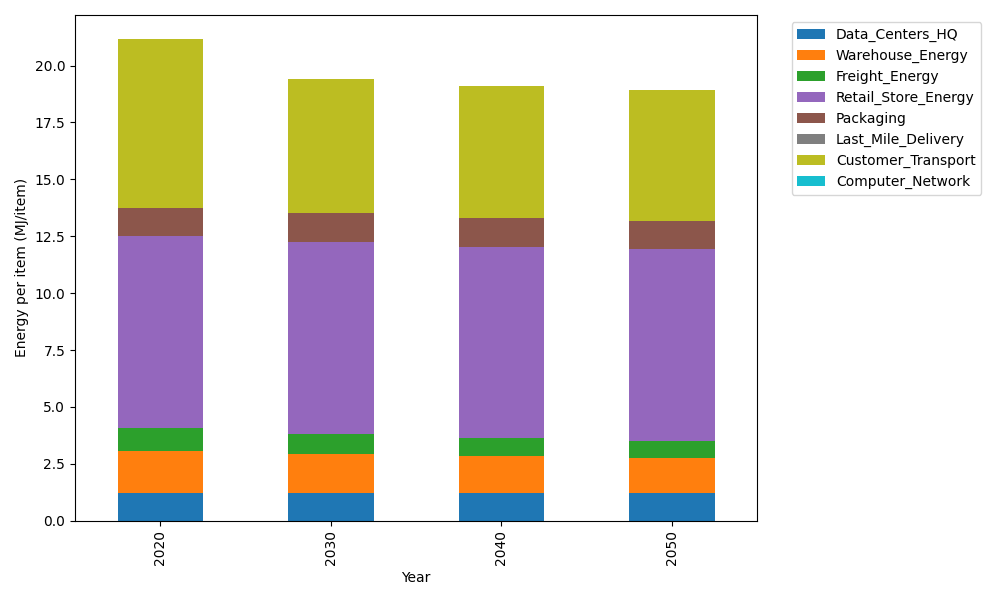 Energy per item (MJ/item)
20.0
17.5
15.0
12.5
10.0
7.5
5.0
2.5
0.0
2020
2030
2040
2050
Year
Data_Centers_HQ
Warehouse_Energy
Freight_Energy
Retail_Store_Energy
Packaging
Last_Mile_Delivery
Customer_Transport
Computer_Network